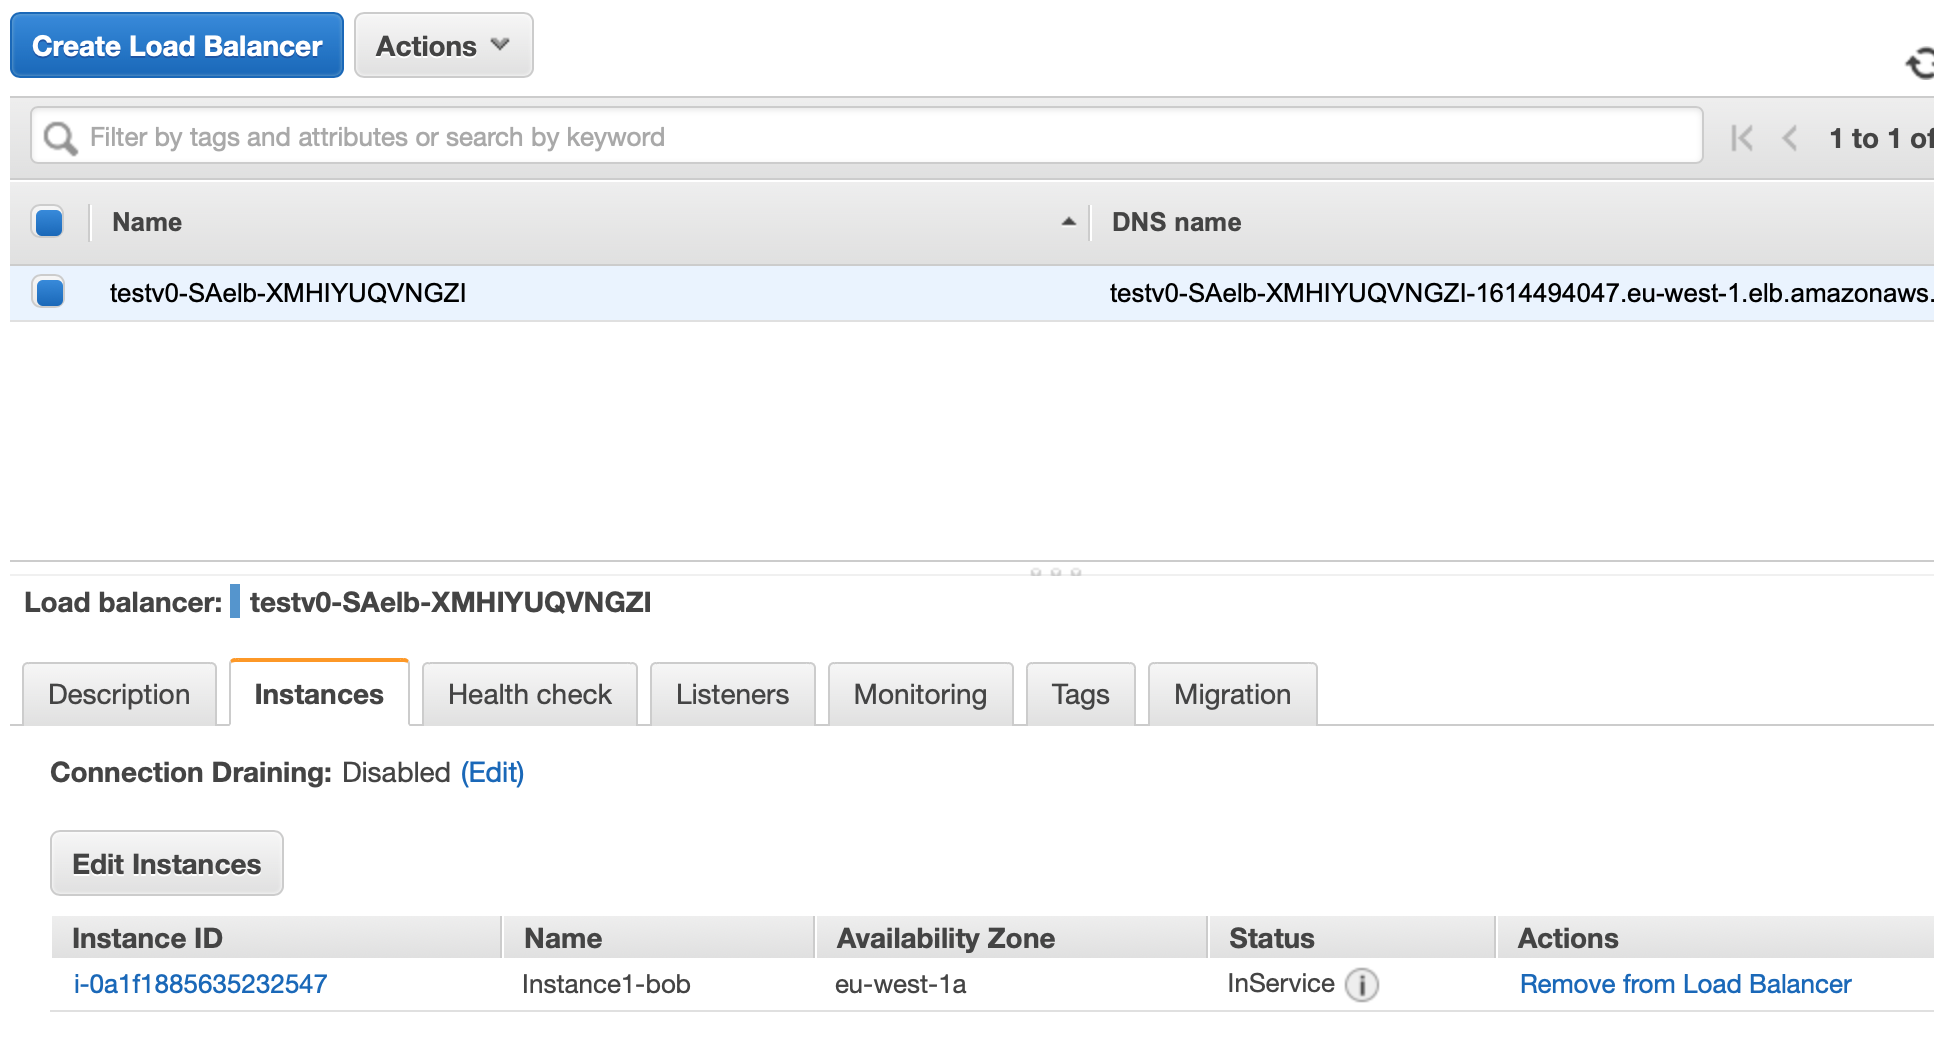 Create Load Balancer Actions
Filter by tags and attributes or search by keyword 1 to 1 of
Name DNS name
testv0-SAelb-XMHIYUQVNGZI testv0-SAelb-XMHIYUQVNGZI-1614494047.eu-west-1.elb.amazonaws.
Load balancer: testv0-SAelb-XMHIYUQVNGZI
Description Instances Health check Listeners Monitoring Tags Migration
Connection Draining: Disabled (Edit)
Edit Instances
Instance ID Name Availability Zone Status Actions
i-0a1f1885635232547 Instance1-bob eu-west-1a InService i Remove from Load Balancer